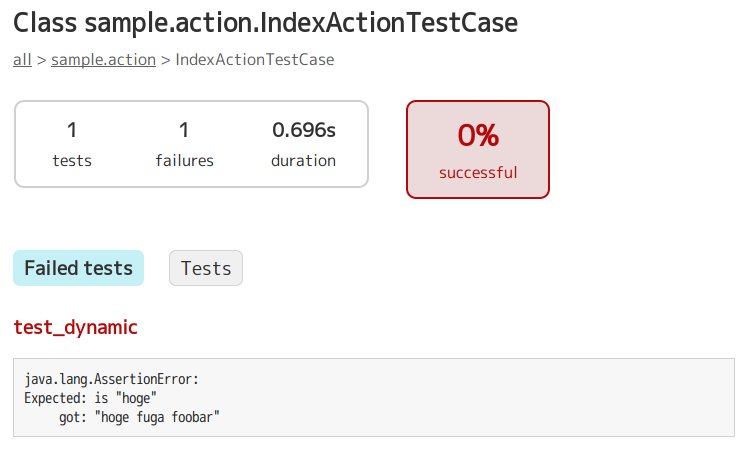 Class sample.action.IndexActionTestCase
all > sample.action > IndexActionTestCase
1 1 0.696s
tests failures duration
0%
successful
Failed tests Tests
test_dynamic
java.lang.AssertionError:
Expected: is "hoge"
     got: "hoge fuga foobar"